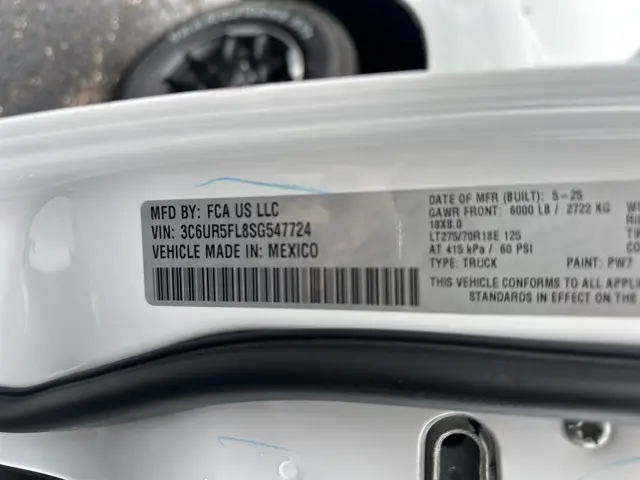 MFD BY: FCA US LLC
VIN: 3C6UR5FL8SG547724
VEHICLE MADE IN: MEXICO
DATE OF MFR (BUILT): 5-25
GAWR FRONT: 6000 LB / 2722 KG
18X8.0
LT275/70R18E 125
AT 415 kPa / 60 PSI
TYPE: TRUCK PAINT: PW7
THIS VEHICLE CONFORMS TO ALL
STANDARDS IN EFFECT ON THE